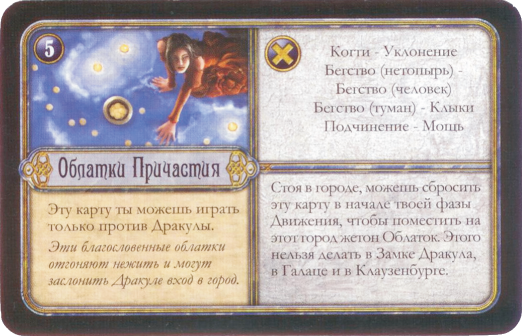 5
Облатки Причастия
Эту карту ты можешь играть
только против Дракулы.
Эти благословенные облатки
отгоняют нежить и могут
заслонить Дракуле вход в город.
Когти - Уклонение
Бегство (нетопырь) -
Бегство (человек)
Бегство (туман) - Клыки
Подчинение - Мощь
Стоя в городе, можешь сбросить
эту карту в начале твоей фазы
Движения, чтобы поместить на
этот город жетон Облаток. Этого
нельзя делать в Замке Дракула,
в Галаце и в Клаузенбурге.